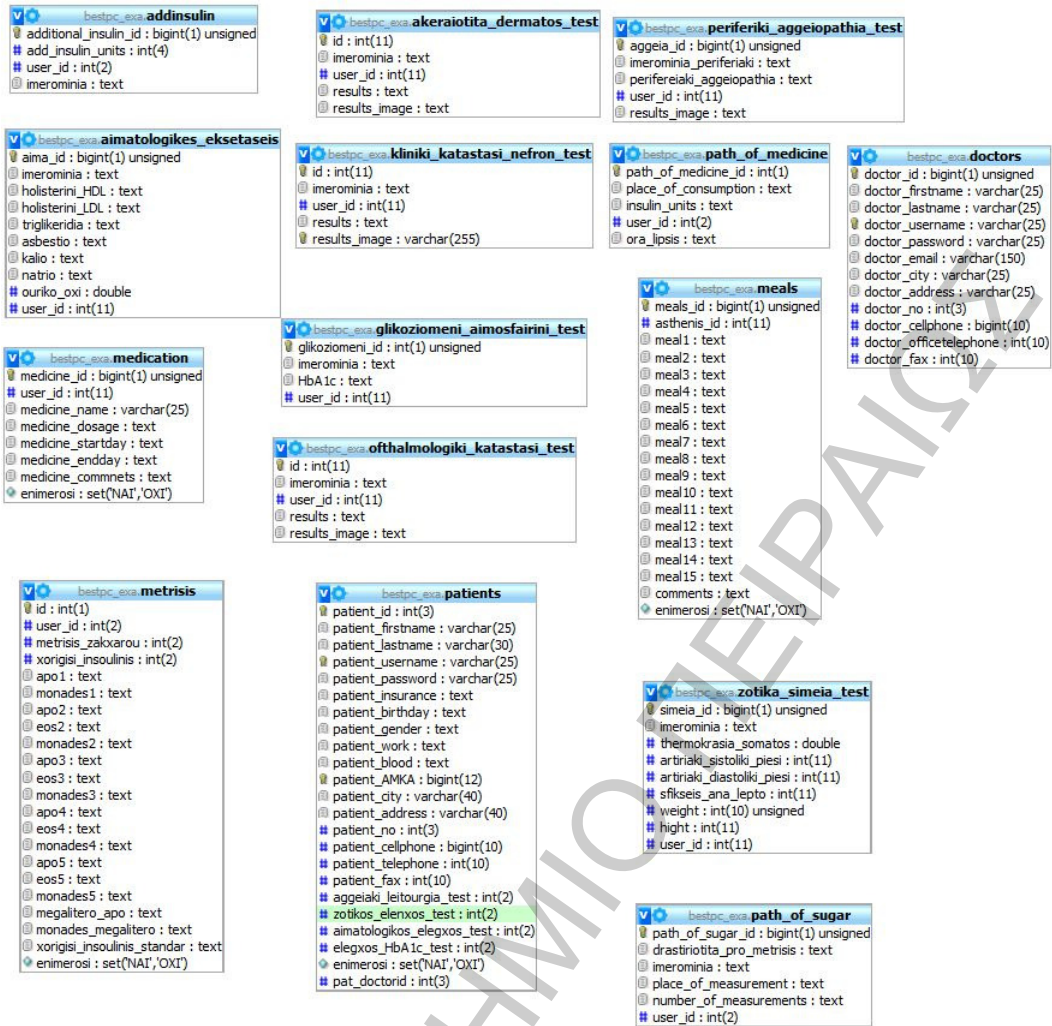 bestpc_exa.addinsulin
additional_insulin_id : bigint(1) unsigned
add_insulin_units : int(4)
user_id : int(2)
imerominia : text
bestpc_exa.akeraiotita_dermatos_test
id : int(11)
imerominia : text
user_id : int(11)
results : text
results_image : text
bestpc_exa.periferiki_aggeiopathia_test
aggeia_id : bigint(1) unsigned
imerominia_periferiaki : text
perifereiaki_aggeiopathia : text
user_id : int(11)
results_image : text
bestpc_exa.aimatologikes_eksetaseis
aima_id : bigint(1) unsigned
imerominia : text
holisterini_HDL : text
holisterini_LDL : text
triglikeridia : text
asbestio : text
kalio : text
natrio : text
ouriko_oxi : double
user_id : int(11)
bestpc_exa.kliniki_katastasi_nefron_test
id : int(11)
imerominia : text
user_id : int(11)
results : text
results_image : varchar(255)
bestpc_exa.path_of_medicine
path_of_medicine_id : int(1)
place_of_consumption : text
insulin_units : text
user_id : int(2)
ora_lipsis : text
bestpc_exa.doctors
doctor_id : bigint(1) unsigned
doctor_firstname : varchar(25)
doctor_lastname : varchar(25)
doctor_username : varchar(25)
doctor_password : varchar(25)
doctor_email : varchar(150)
doctor_city : varchar(25)
doctor_address : varchar(25)
doctor_no : int(3)
doctor_cellphone : bigint(10)
doctor_officetelephone : int(10)
doctor_fax : int(10)
bestpc_exa.meals
meals_id : bigint(1) unsigned
asthenis_id : int(11)
meal1 : text
meal2 : text
meal3 : text
meal4 : text
meal5 : text
meal6 : text
meal7 : text
meal8 : text
meal9 : text
meal10 : text
meal11 : text
meal12 : text
meal13 : text
meal14 : text
meal15 : text
comments : text
enimerosi : set('NAI','OXI')
bestpc_exa.glikoziomeni_aimosfairini_test
glikoziomeni_id : int(1) unsigned
imerominia : text
HbA1c : text
user_id : int(11)
bestpc_exa.medication
medicine_id : bigint(1) unsigned
user_id : int(11)
medicine_name : varchar(25)
medicine_dosage : text
medicine_startday : text
medicine_endday : text
medicine_commnets : text
enimerosi : set('NAI','OXI')
bestpc_exa.ofthalmologiki_katastasi_test
id : int(11)
imerominia : text
user_id : int(11)
results : text
results_image : text
bestpc_exa.metrisis
id : int(1)
user_id : int(2)
metrisis_zakxarou : int(2)
xorigisi_insoulinis : int(2)
apo1 : text
monades1 : text
apo2 : text
eos2 : text
monades2 : text
apo3 : text
eos3 : text
monades3 : text
apo4 : text
eos4 : text
monades4 : text
apo5 : text
eos5 : text
monades5 : text
megalitero_apo : text
monades_megalitero : text
xorigisi_insoulinis_standar : text
enimerosi : set('NAI','OXI')
bestpc_exa.patients
patient_id : int(3)
patient_firstname : varchar(25)
patient_lastname : varchar(30)
patient_username : varchar(25)
patient_password : varchar(25)
patient_insurance : text
patient_birthday : text
patient_gender : text
patient_work : text
patient_blood : text
patient_AMKA : bigint(12)
patient_city : varchar(40)
patient_address : varchar(40)
patient_no : int(3)
patient_cellphone : bigint(10)
patient_telephone : int(10)
patient_fax : int(10)
aggeiaki_leitourgia_test : int(2)
zotikos_elenxos_test : int(2)
aimatologikos_elegxos_test : int(2)
elegxos_HbA1c_test : int(2)
enimerosi : set('NAI','OXI')
pat_doctorid : int(3)
bestpc_exa.zotika_simeia_test
simeia_id : bigint(1) unsigned
imerominia : text
thermokrasia_somatos : double
artiriaki_sistoliki_piesi : int(11)
artiriaki_diastoliki_piesi : int(11)
sfikseis_ana_lepto : int(11)
weight : int(10) unsigned
hight : int(11)
user_id : int(11)
bestpc_exa.path_of_sugar
path_of_sugar_id : bigint(1) unsigned
drastiriotita_pro_metrisis : text
imerominia : text
place_of_measurement : text
number_of_measurements : text
user_id : int(2)
ΗΜΙΟ ΠΕΙΡΑΙΩΣ